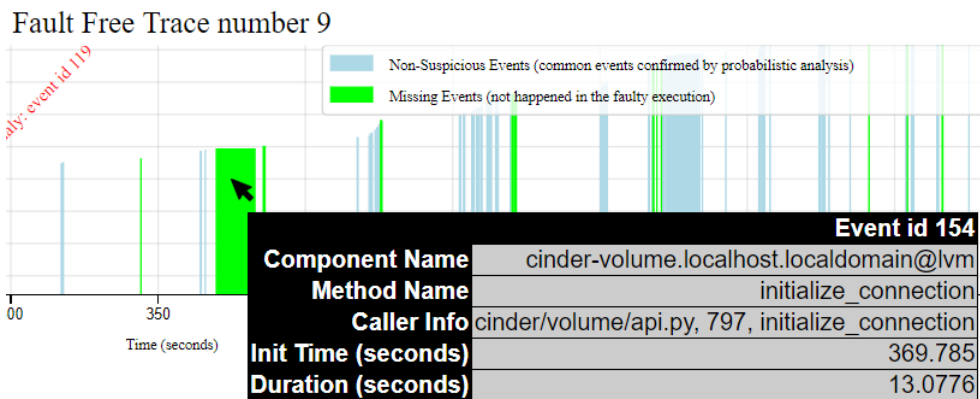 Fault Free Trace number 9
aly: event id 119
Non-Suspicious Events (common events confirmed by probabilistic analysis)
Missing Events (not happened in the faulty execution)
Event id 154
Component Name cinder-volume.localhost.localdomain@lvm
Method Name initialize_connection
Caller Info cinder/volume/api.py, 797, initialize_connection
Init Time (seconds) 369.785
Duration (seconds) 13.0776
00 350
Time (seconds)